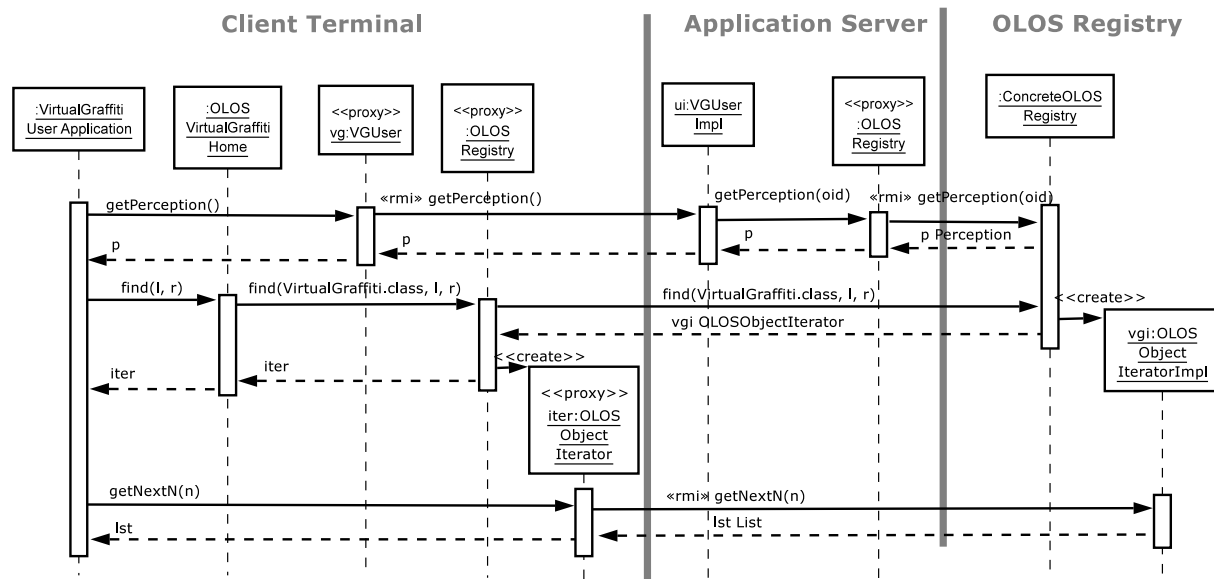 Client Terminal
Application Server
OLOS Registry
:VirtualGraffiti
User Application
:OLOS
VirtualGraffiti
Home
<<proxy>>
vg:VGUser
<<proxy>>
:OLOS
Registry
ui:VGUser
Impl
<<proxy>>
:OLOS
Registry
:ConcreteOLOS
Registry
getPerception()
«rmi» getPerception()
getPerception(oid)
«rmi» getPerception(oid)
p
p
p
p Perception
find(l, r)
find(VirtualGraffiti.class, l, r)
find(VirtualGraffiti.class, l, r)
<<create>>
vgi OLOSObjectIterator
vgi:OLOS
Object
IteratorImpl
<<create>>
iter
iter
<<proxy>>
iter:OLOS
Object
Iterator
getNextN(n)
«rmi» getNextN(n)
lst
lst List